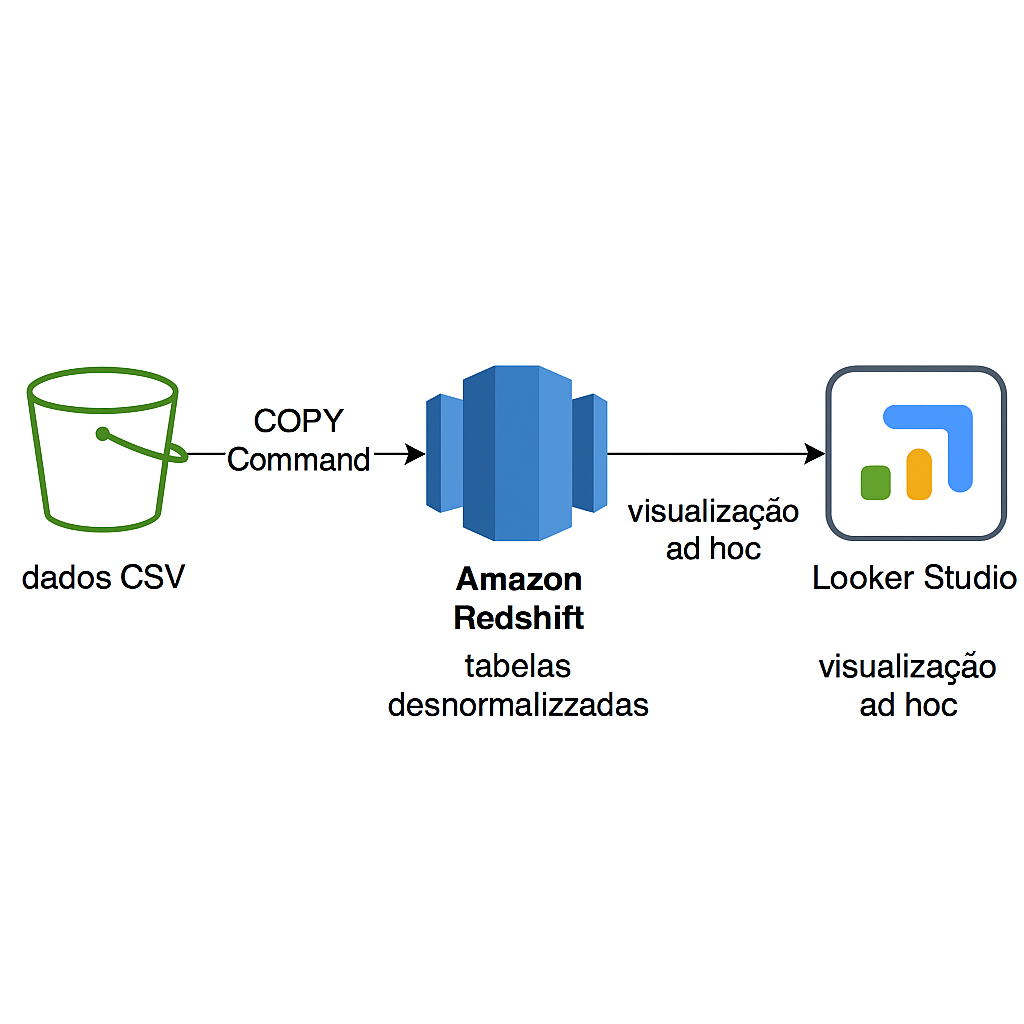 COPY
Command
dados CSV
Amazon
Redshift
tabelas
desnormalizzadas
visualização
ad hoc
Looker Studio
visualização
ad hoc